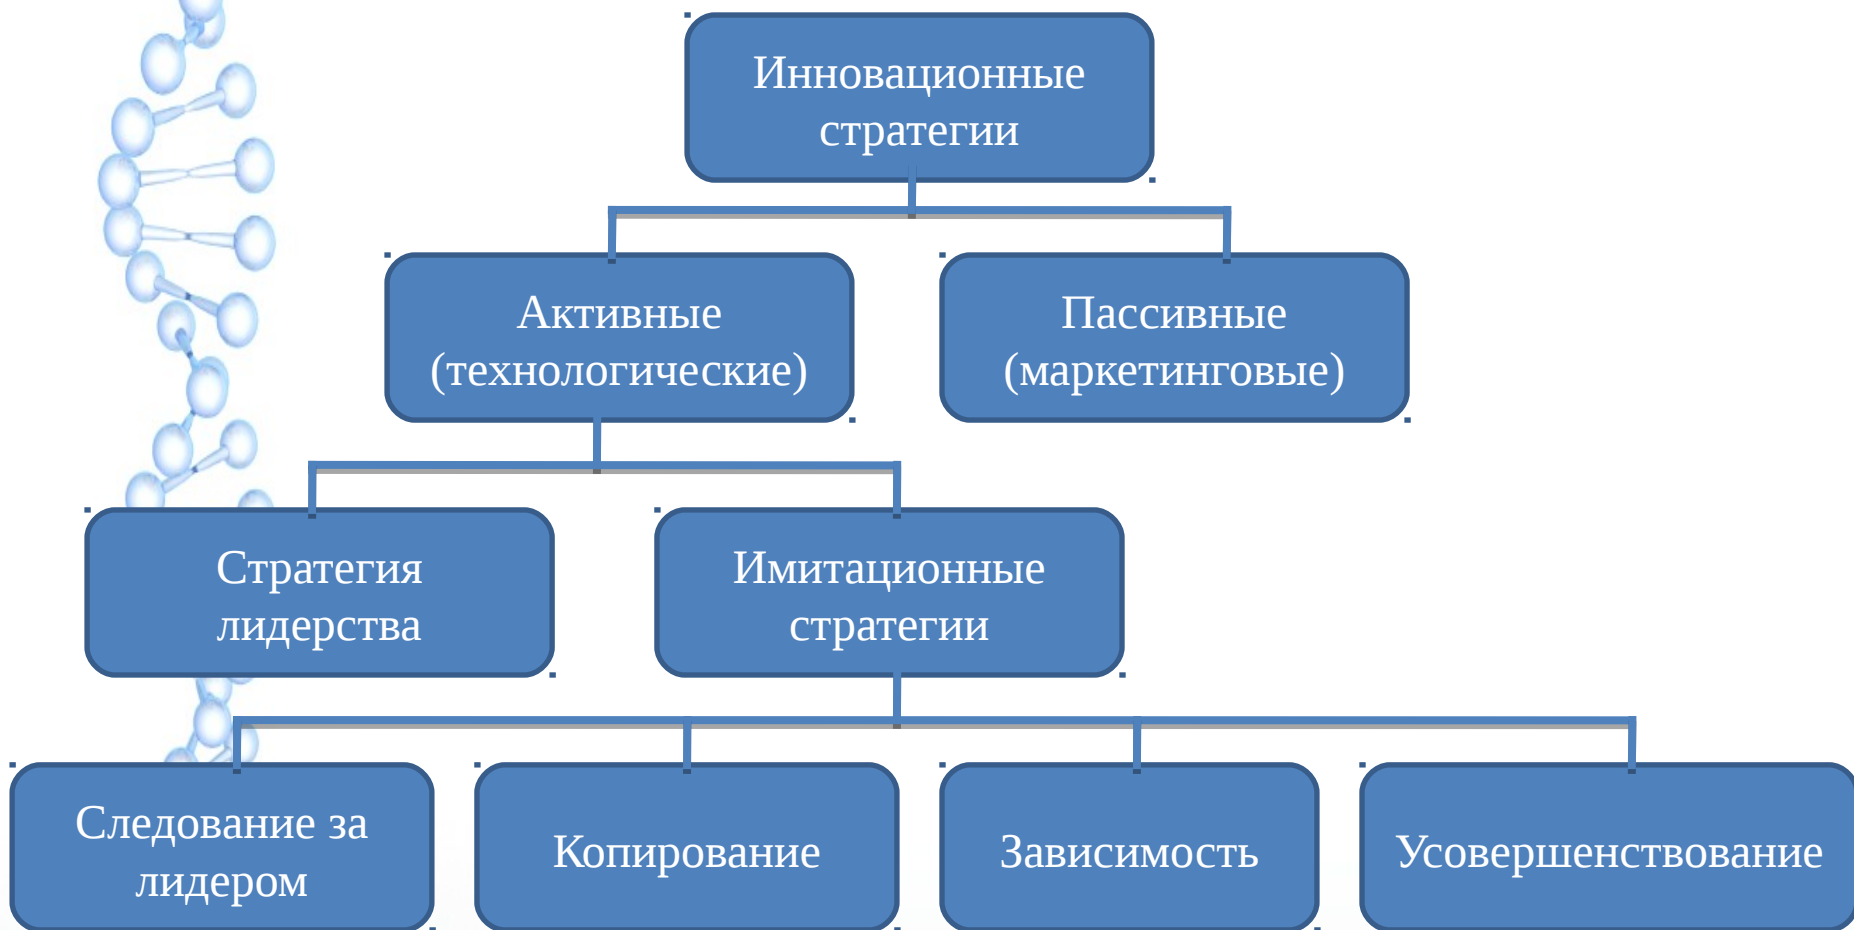 Инновационные
стратегии
Активные
(технологические)
Пассивные
(маркетинговые)
Стратегия
лидерства
Имитационные
стратегии
Следование за
лидером
Копирование
Зависимость
Усовершенствование